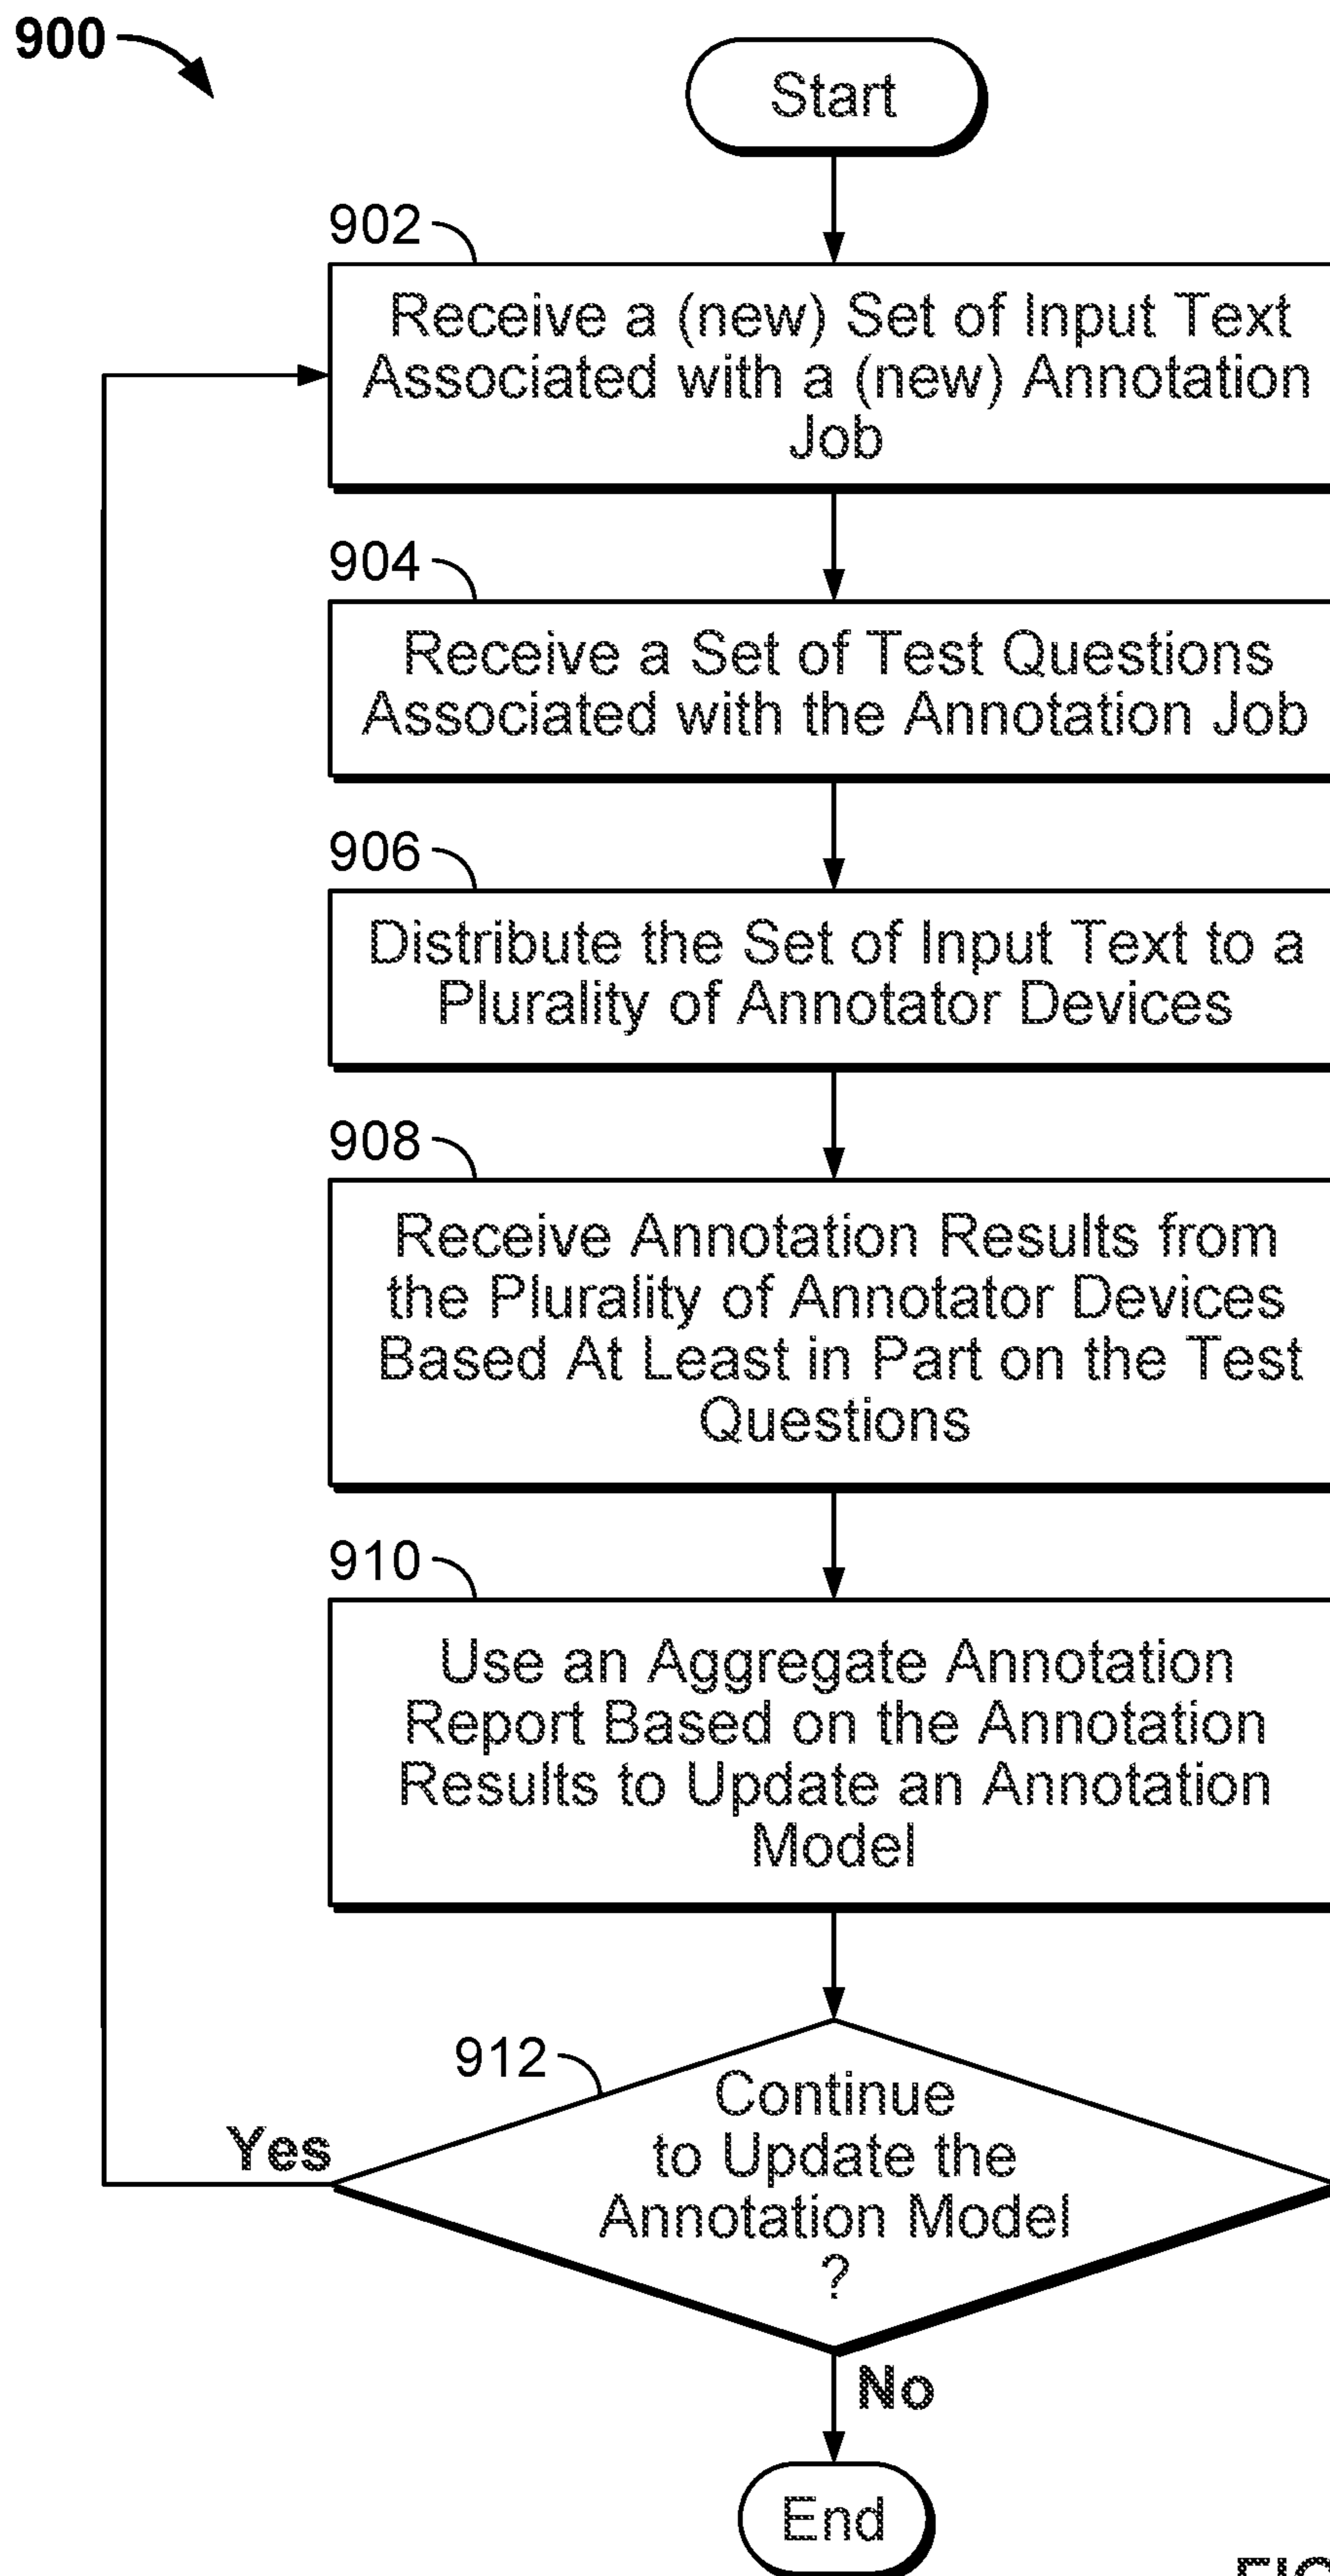 900
Start
902
Receive a (new) Set of Input Text
Associated with a (new) Annotation
Job
904
Receive a Set of Test Questions
Associated with the Annotation Job
906
Distribute the Set of Input Text to a
Plurality of Annotator Devices
908
Receive Annotation Results from
the Plurality of Annotator Devices
Based At Least in Part on the Test
Questions
910
Use an Aggregate Annotation
Report Based on the Annotation
Results to Update an Annotation
Model
912
Continue
to Update the
Annotation Model
?
Yes
No
End